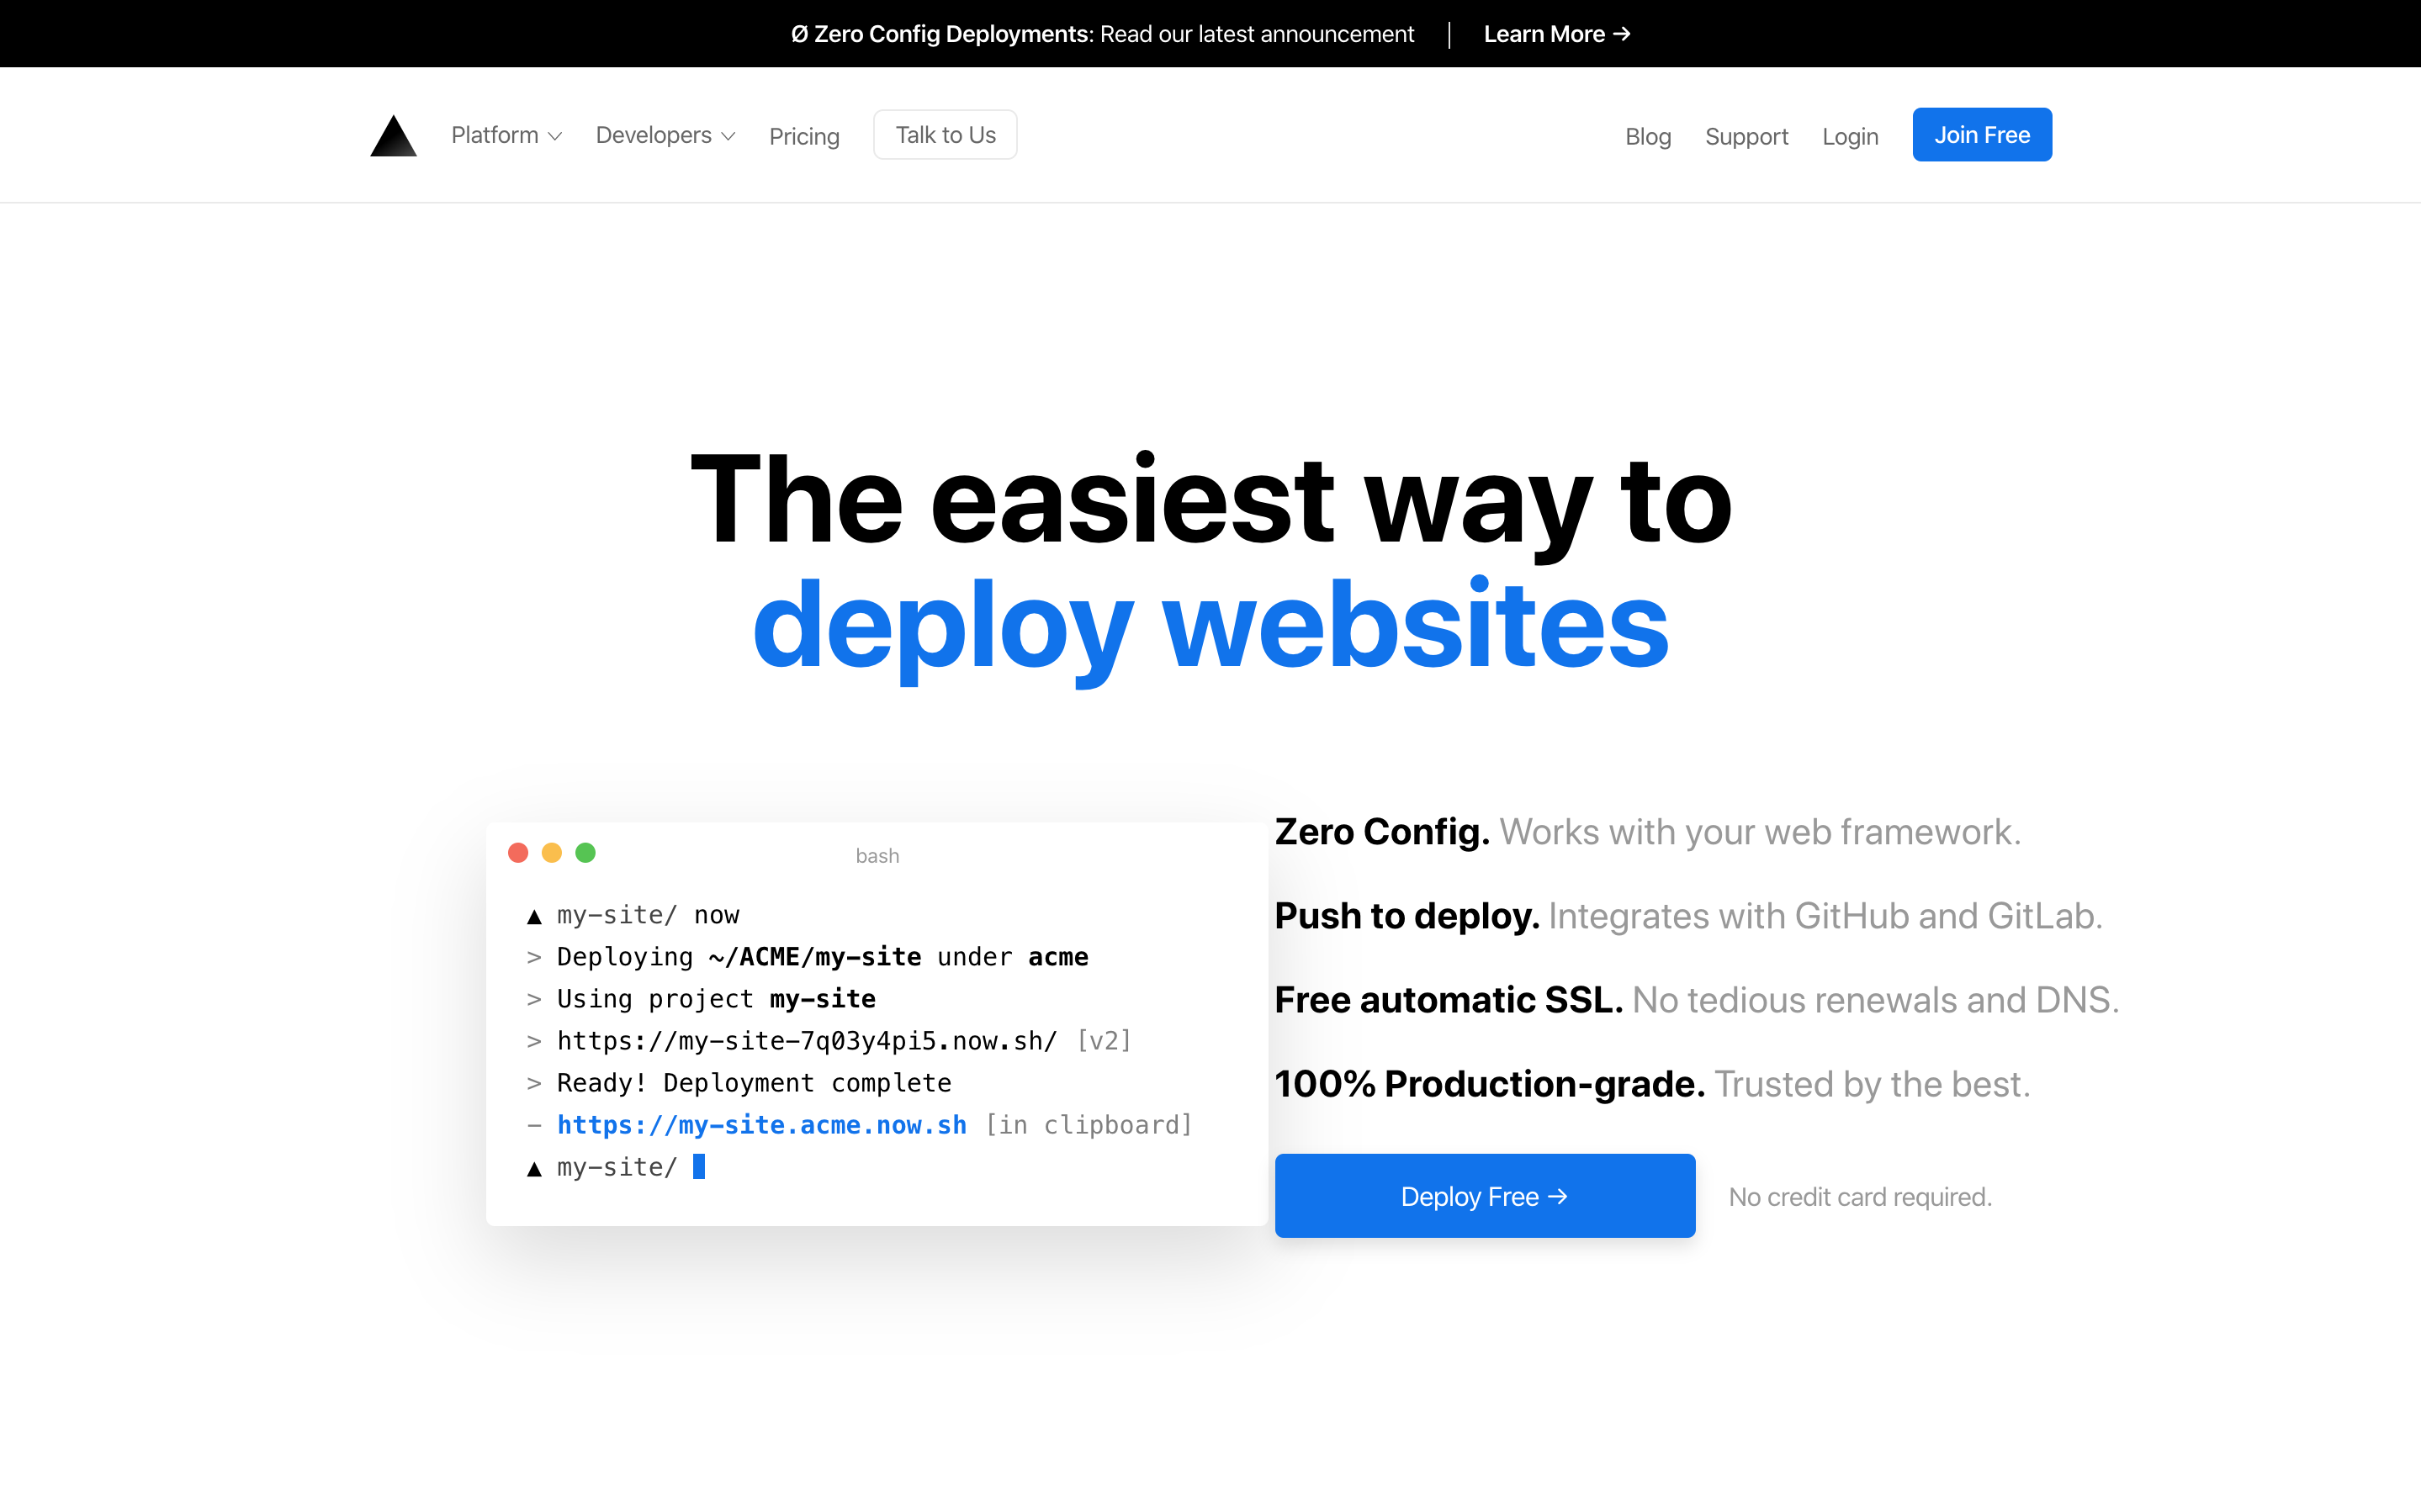 Ø Zero Config Deployments: Read our latest announcement | Learn More →
Platform Developers Pricing Talk to Us Blog Support Login Join Free
The easiest way to
deploy websites
bash
▲ my-site/ now
> Deploying ~/ACME/my-site under acme
> Using project my-site
> https://my-site-7q03y4pi5.now.sh/ [v2]
> Ready! Deployment complete
– https://my-site.acme.now.sh [in clipboard]
▲ my-site/
Zero Config. Works with your web framework.
Push to deploy. Integrates with GitHub and GitLab.
Free automatic SSL. No tedious renewals and DNS.
100% Production-grade. Trusted by the best.
Deploy Free → No credit card required.